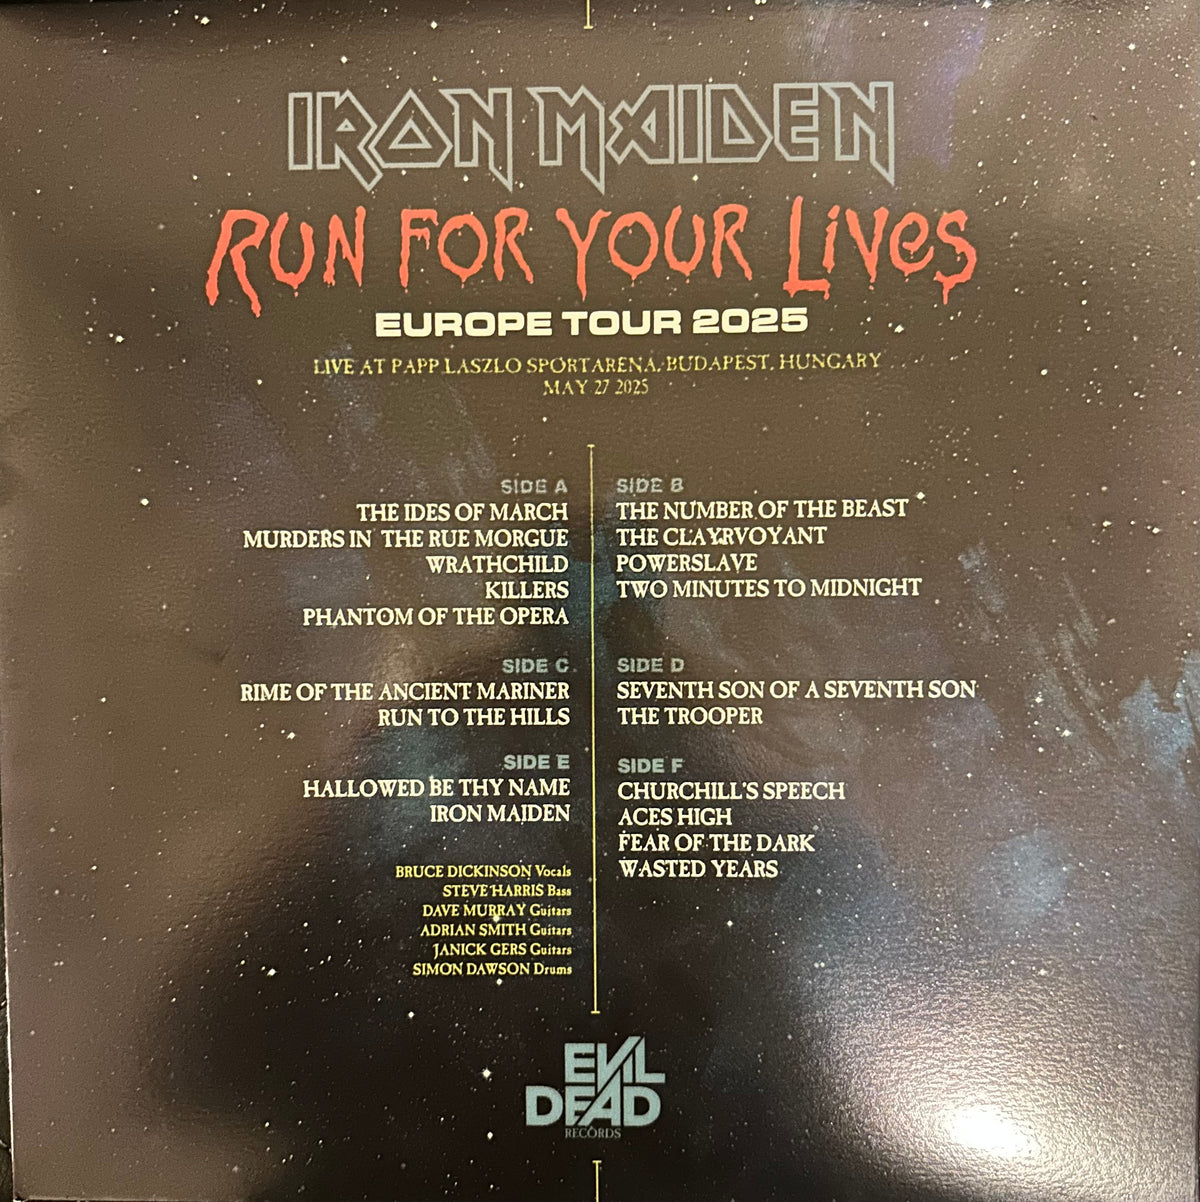 IRON MAIDEN
RUN FOR YOUR LIVES
EUROPE TOUR 2025
LIVE AT PAPP LASZLO SPORTARENA, BUDAPEST, HUNGARY
MAY 27 2025
SIDE A
THE IDES OF MARCH
MURDERS IN THE RUE MORGUE
WRATHCHILD
KILLERS
PHANTOM OF THE OPERA
SIDE B
THE NUMBER OF THE BEAST
THE CLAYRVOYANT
POWERSLAVE
TWO MINUTES TO MIDNIGHT
SIDE C
RIME OF THE ANCIENT MARINER
RUN TO THE HILLS
SIDE D
SEVENTH SON OF A SEVENTH SON
THE TROOPER
SIDE E
HALLOWED BE THY NAME
IRON MAIDEN
SIDE F
CHURCHILL'S SPEECH
ACES HIGH
FEAR OF THE DARK
WASTED YEARS
BRUCE DICKINSON Vocals
STEVE HARRIS Bass
DAVE MURRAY Guitars
ADRIAN SMITH Guitars
JANICK GERS Guitars
SIMON DAWSON Drums
EVIL
DEAD
RECORDS